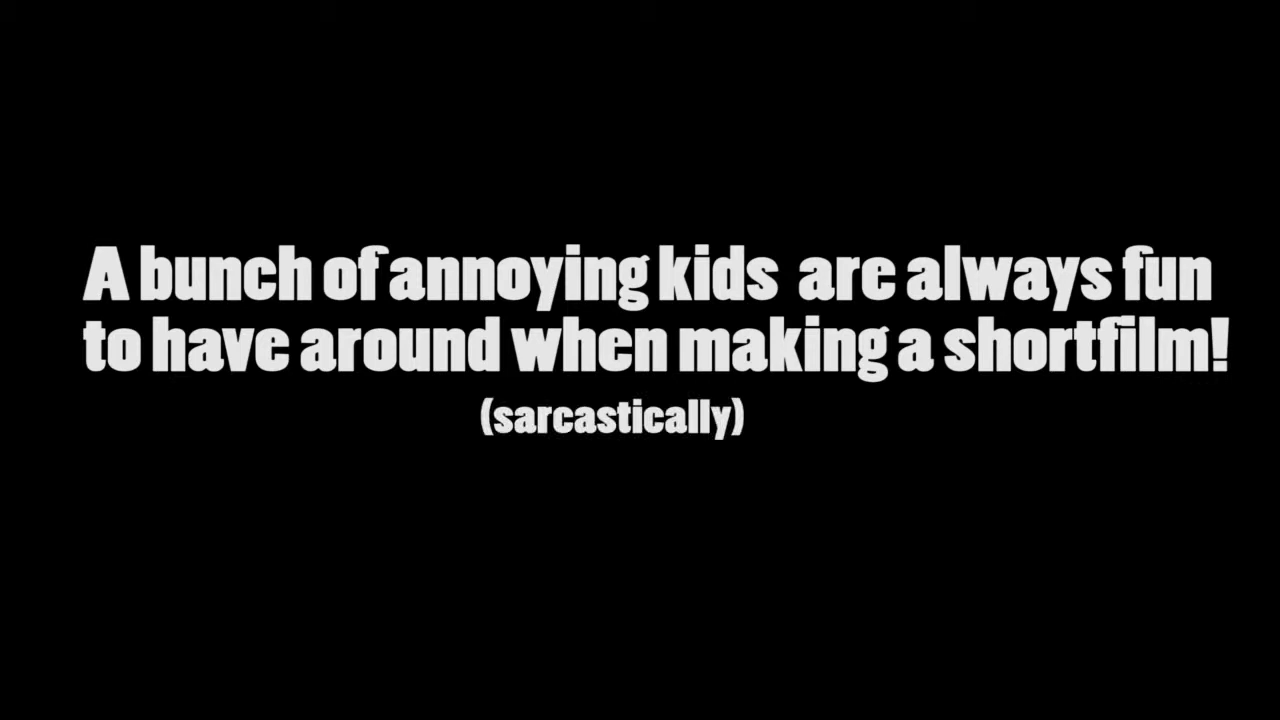 A bunch of annoying kids are always fun
to have around when making a shortfilm!
(sarcastically)